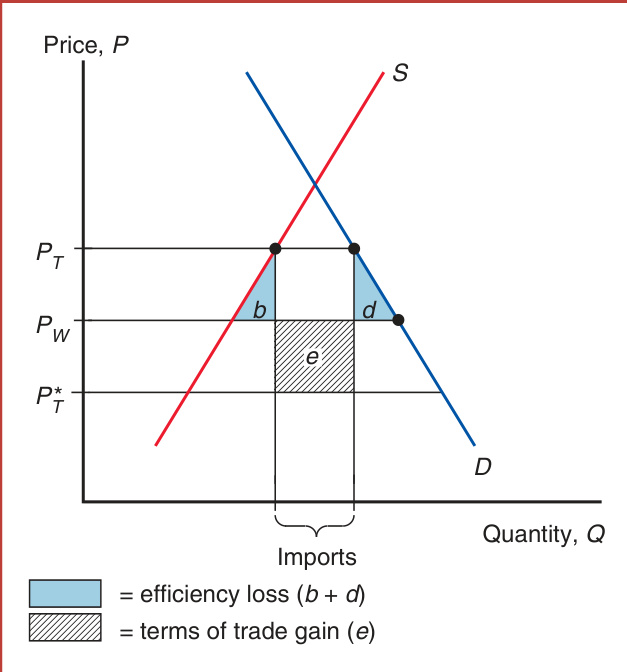 Price, P
S
P_T
b
d
P_W
e
P*_T
D
Quantity, Q
Imports
= efficiency loss (b + d)
= terms of trade gain (e)